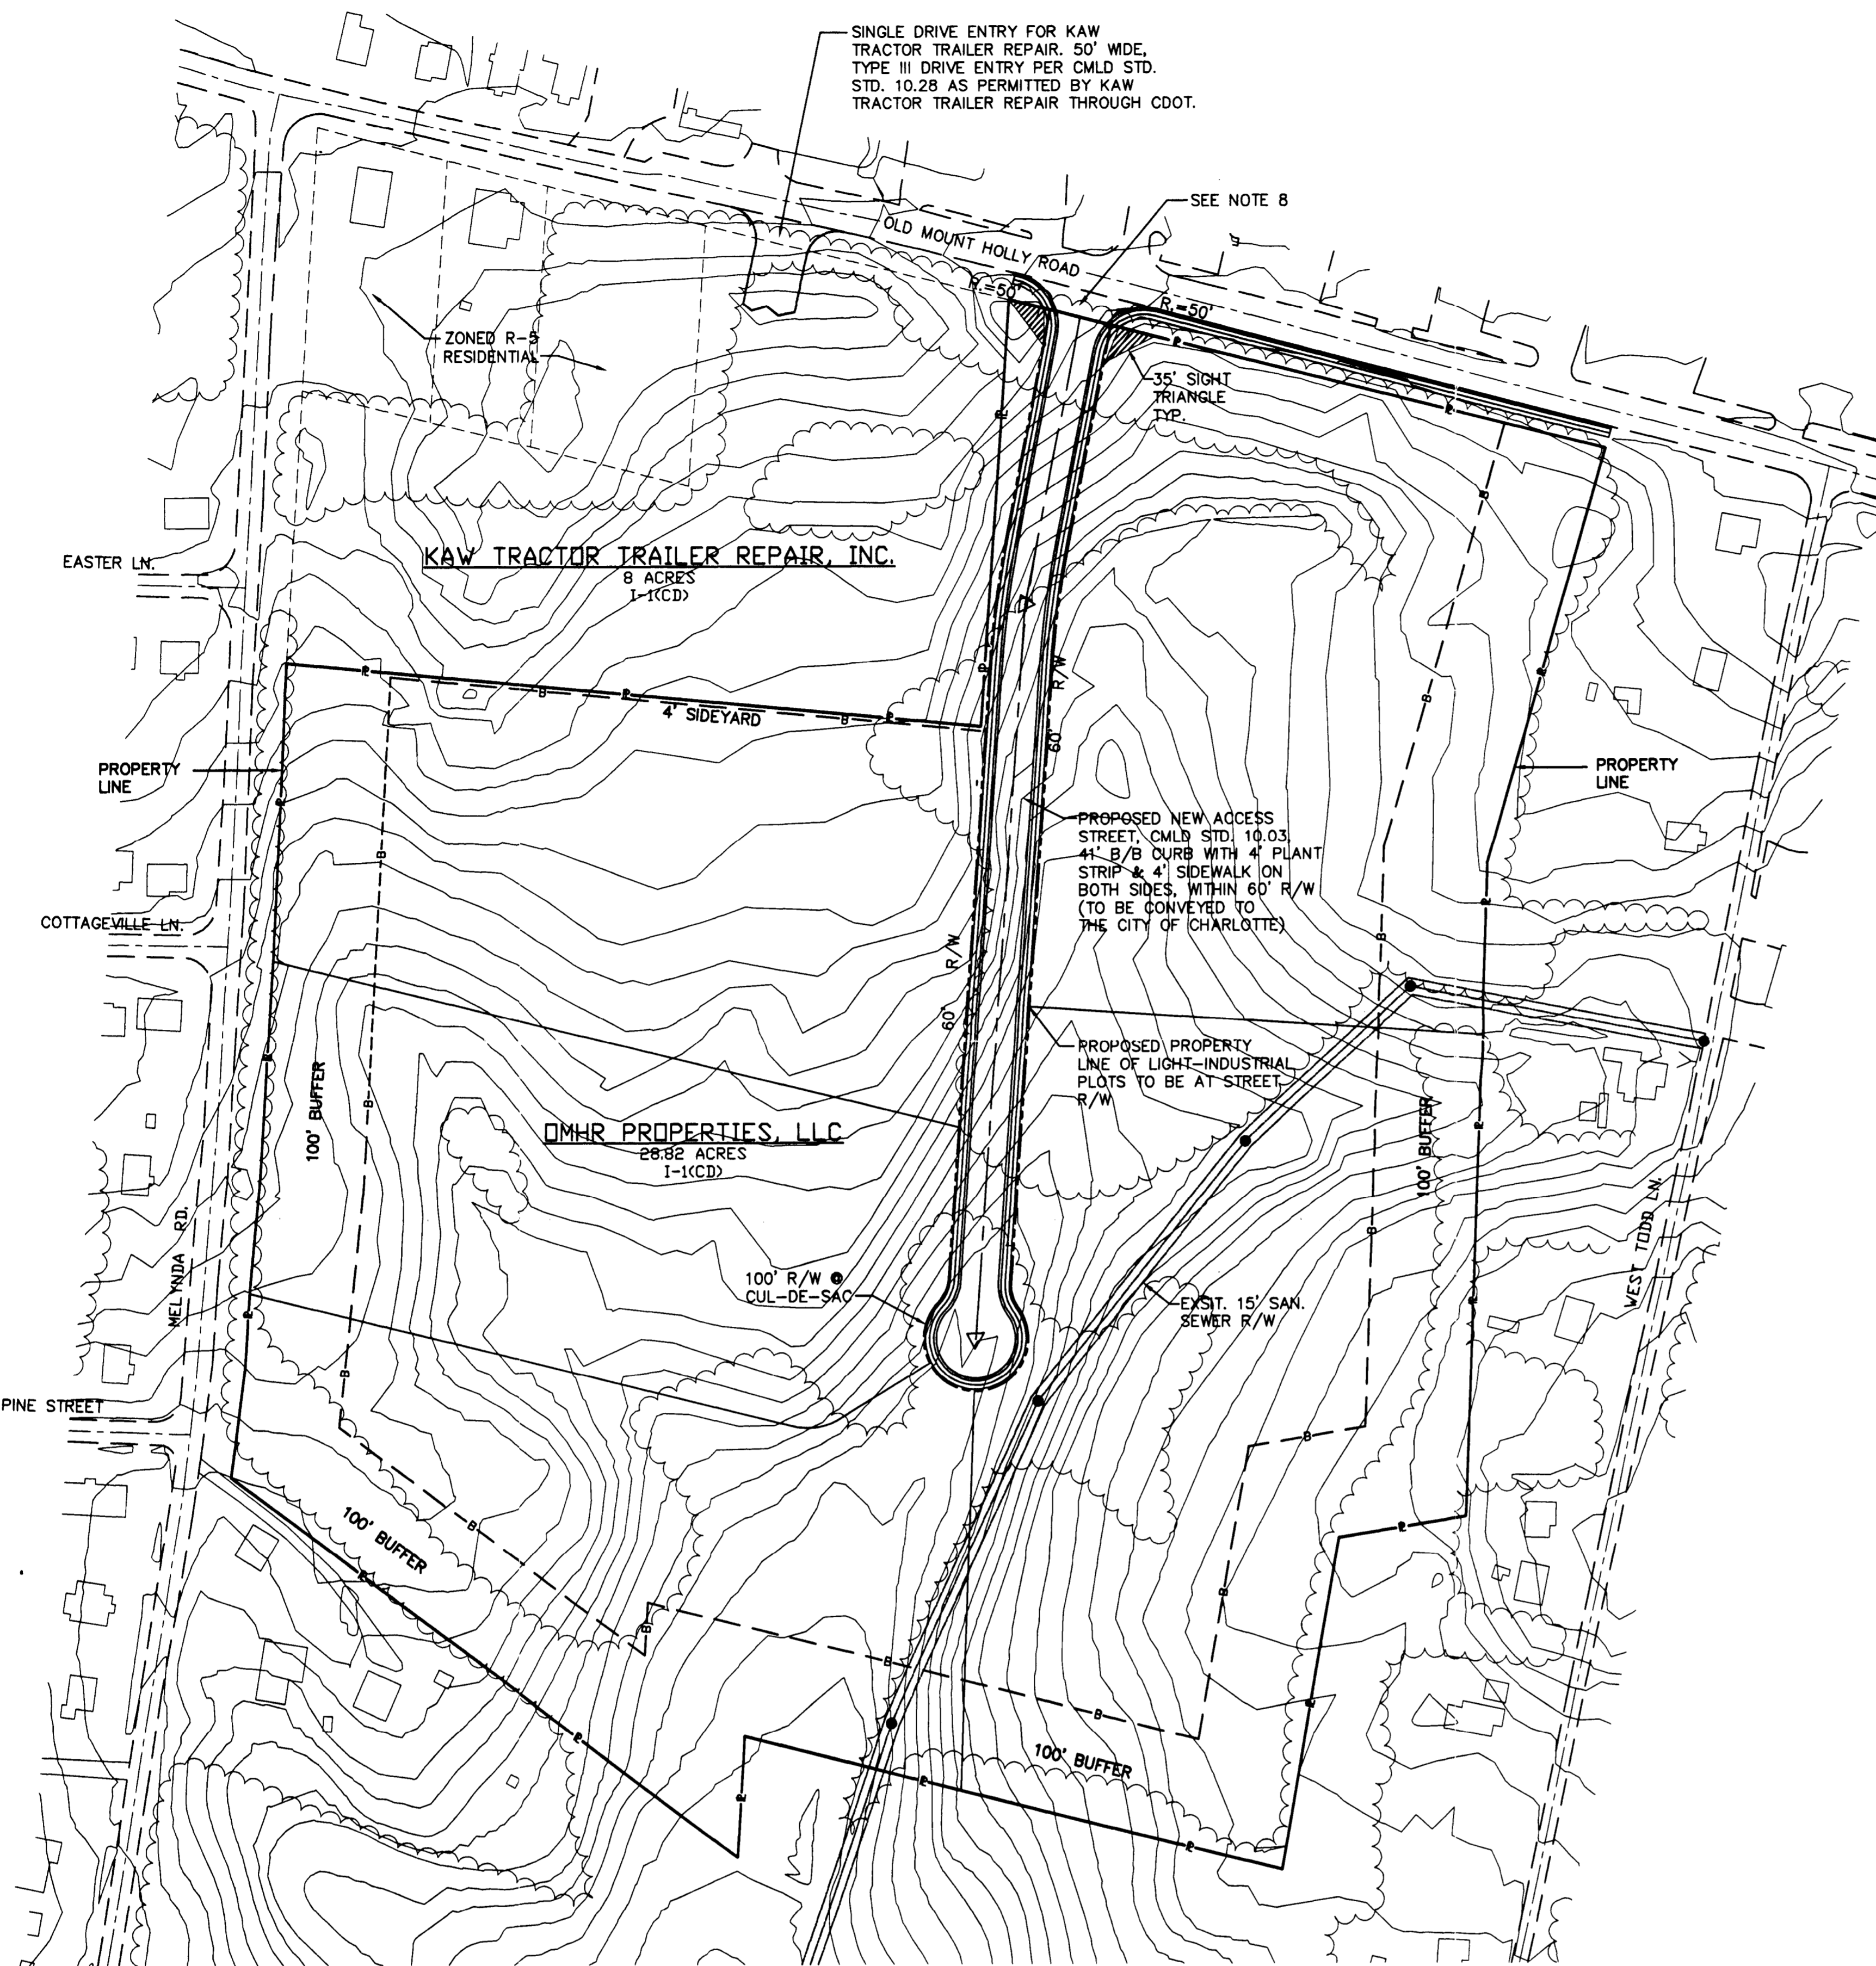 SINGLE DRIVE ENTRY FOR KAW
TRACTOR TRAILER REPAIR. 50' WIDE,
TYPE III DRIVE ENTRY PER CMLD STD.
STD. 10.28 AS PERMITTED BY KAW
TRACTOR TRAILER REPAIR THROUGH CDOT.
SEE NOTE 8
OLD MOUNT HOLLY ROAD
R.=50'
R.=50'
ZONED R-5
RESIDENTIAL
35' SIGHT
TRIANGLE
TYP.
KAW TRACTOR TRAILER REPAIR, INC.
8 ACRES
I-1(CD)
EASTER LN.
4' SIDEYARD
60' R/W
PROPERTY
LINE
PROPERTY
LINE
PROPOSED NEW ACCESS
STREET, CMLD STD. 10.03,
41' B/B CURB WITH 4' PLANT
STRIP & 4' SIDEWALK ON
BOTH SIDES, WITHIN 60' R/W
(TO BE CONVEYED TO
THE CITY OF CHARLOTTE)
COTTAGEVILLE LN.
60' R/W
PROPOSED PROPERTY
LINE OF LIGHT-INDUSTRIAL
PLOTS TO BE AT STREET
R/W
100' BUFFER
100' BUFFER
OMHR PROPERTIES, LLC
28.82 ACRES
I-1(CD)
MELYNDA RD.
WEST TODD LN.
100' R/W @
CUL-DE-SAC
EXSIT. 15' SAN.
SEWER R/W
PINE STREET
100' BUFFER
100' BUFFER